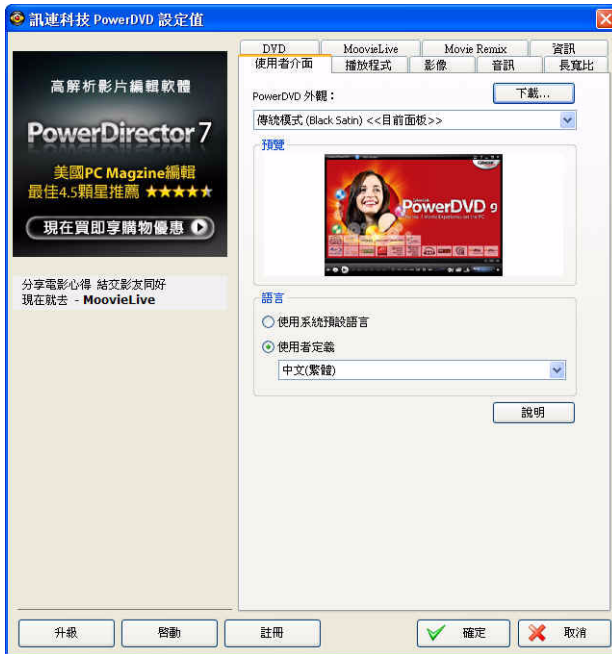 訊連科技 PowerDVD 設定值
高解析影片編輯軟體
PowerDirector 7
美國PC Magzine編輯
最佳4.5顆星推薦 ★★★★★
現在買即享購物優惠
分享電影心得 結交影友同好
現在就去 - MoovieLive
DVD
MoovieLive
Movie Remix
資訊
使用者介面
播放程式
影像
音訊
長寬比
PowerDVD 外觀：
下載...
傳統模式 (Black Satin) <<目前面板>>
預覽
PowerDVD 9
語言
使用系統預設語言
使用者定義
中文(繁體)
說明
升級
啟動
註冊
確定
取消